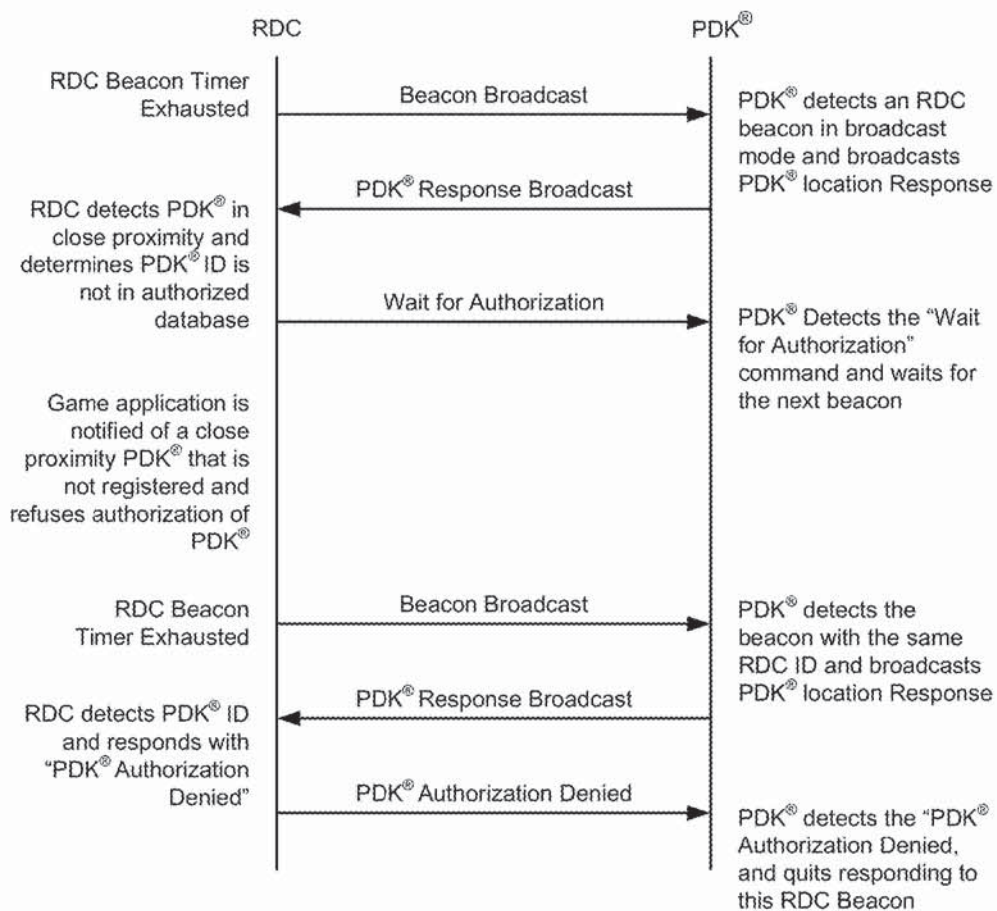 RDC
PDK®
RDC Beacon Timer
Exhausted
Beacon Broadcast
PDK® detects an RDC
beacon in broadcast
mode and broadcasts
PDK® location Response
PDK® Response Broadcast
RDC detects PDK® in
close proximity and
determines PDK® ID is
not in authorized
database
Wait for Authorization
PDK® Detects the “Wait
for Authorization”
command and waits for
the next beacon
Game application is
notified of a close
proximity PDK® that is
not registered and
refuses authorization of
PDK®
RDC Beacon
Timer Exhausted
Beacon Broadcast
PDK® detects the
beacon with the same
RDC ID and broadcasts
PDK® location Response
PDK® Response Broadcast
RDC detects PDK® ID
and responds with
“PDK® Authorization
Denied”
PDK® Authorization Denied
PDK® detects the “PDK®
Authorization Denied,
and quits responding to
this RDC Beacon